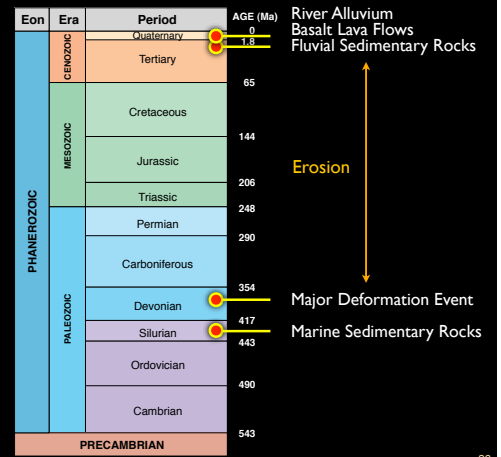 Eon Era Period AGE (Ma)
PHANEROZOIC
CENOZOIC
MESOZOIC
PALEOZOIC
Quaternary
Tertiary
Cretaceous
Jurassic
Triassic
Permian
Carboniferous
Devonian
Silurian
Ordovician
Cambrian
PRECAMBRIAN
0
1.8
65
144
206
248
290
354
417
443
490
543
River Alluvium
Basalt Lava Flows
Fluvial Sedimentary Rocks
Erosion
Major Deformation Event
Marine Sedimentary Rocks